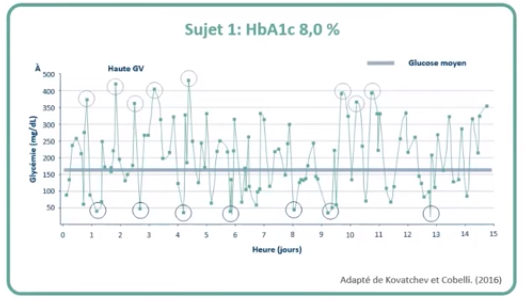 Sujet 1: HbA1c 8,0 %
À
Haute GV
Glucose moyen
Glycémie (mg/dL)
500
450
400
350
300
250
200
150
100
50
0 1 2 3 4 5 6 7 8 9 10 11 12 13 14 15
Heure (jours)
Adapté de Kovatchev et Cobelli. (2016)